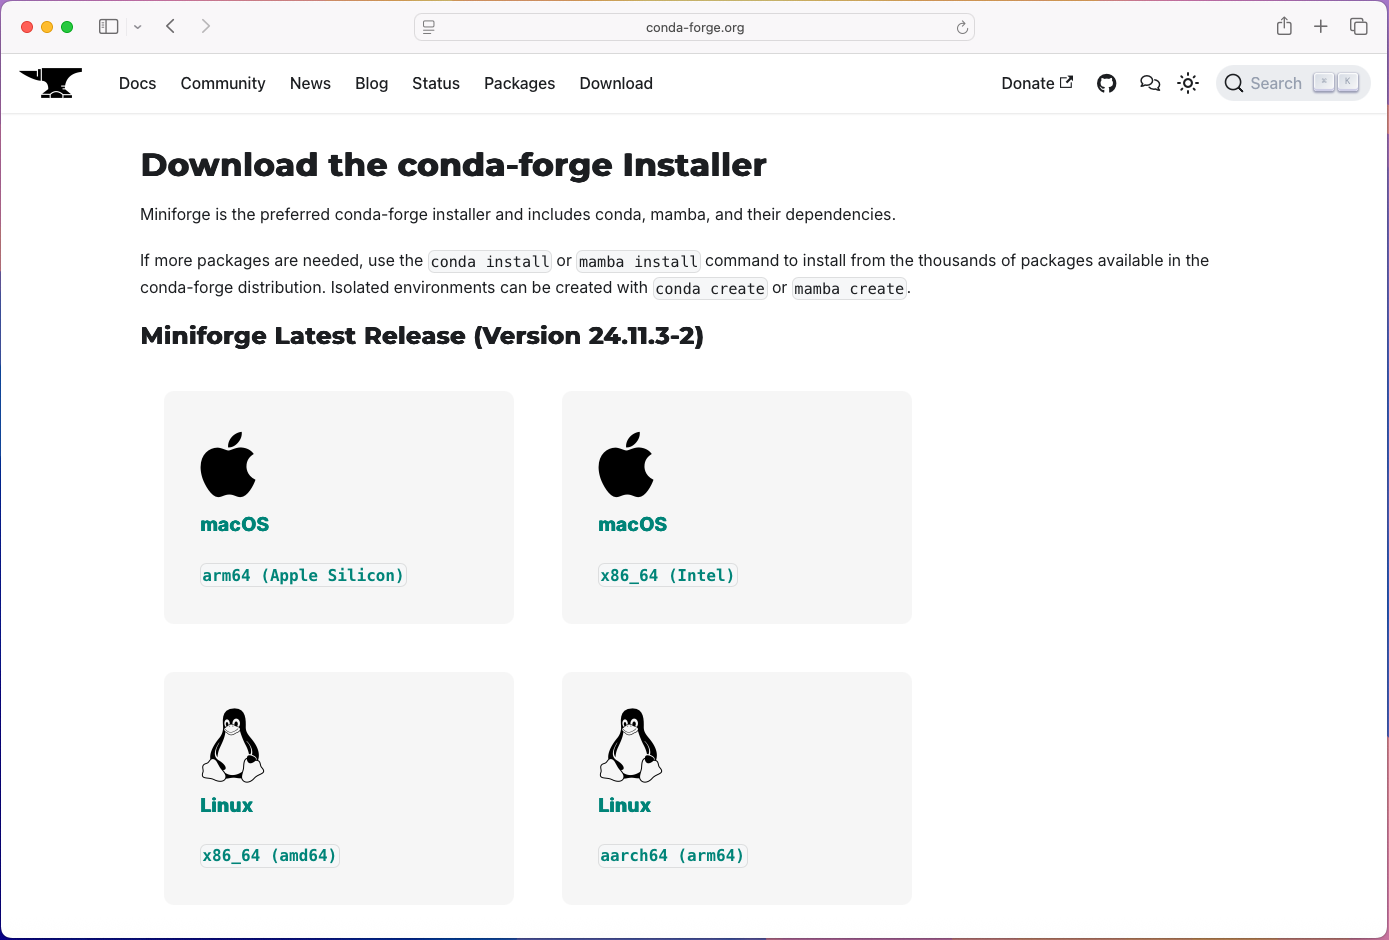 conda-forge.org
Docs Community News Blog Status Packages Download Donate Search ⌘ K
Download the conda-forge Installer
Miniforge is the preferred conda-forge installer and includes conda, mamba, and their dependencies.
If more packages are needed, use the conda install or mamba install command to install from the thousands of packages available in the
conda-forge distribution. Isolated environments can be created with conda create or mamba create.
Miniforge Latest Release (Version 24.11.3-2)
macOS
arm64 (Apple Silicon)
macOS
x86_64 (Intel)
Linux
x86_64 (amd64)
Linux
aarch64 (arm64)